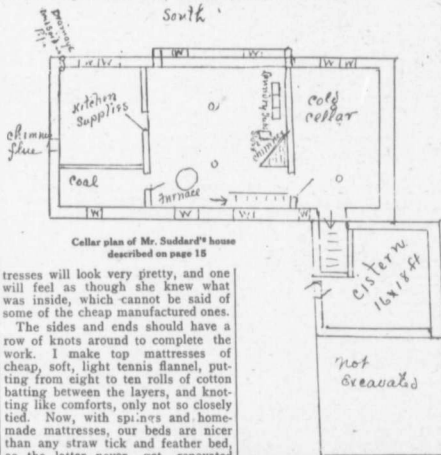 South
Drainage
Kitchen
Supplies
chimney
flue
Coal
Furnace
Laundry
chimney
cold
cellar
W W W W W W
W W W W W
Cistern
16 x 18 ft
not
Excavated
Cellar plan of Mr. Suddard's house
described on page 15
tresses will look very pretty, and one
will feel as though she knew what
was inside, which cannot be said of
some of the cheap manufactured ones.
The sides and ends should have a
row of knots around to complete the
work. I make top mattresses of
cheap, soft, light tennis flannel, put-
ting from eight to ten rolls of cotton
batting between the layers, and knot-
ting like comforts, only not so closely
tied. Now, with springs and home-
made mattresses, our beds are nicer
than any straw tick and feather bed,